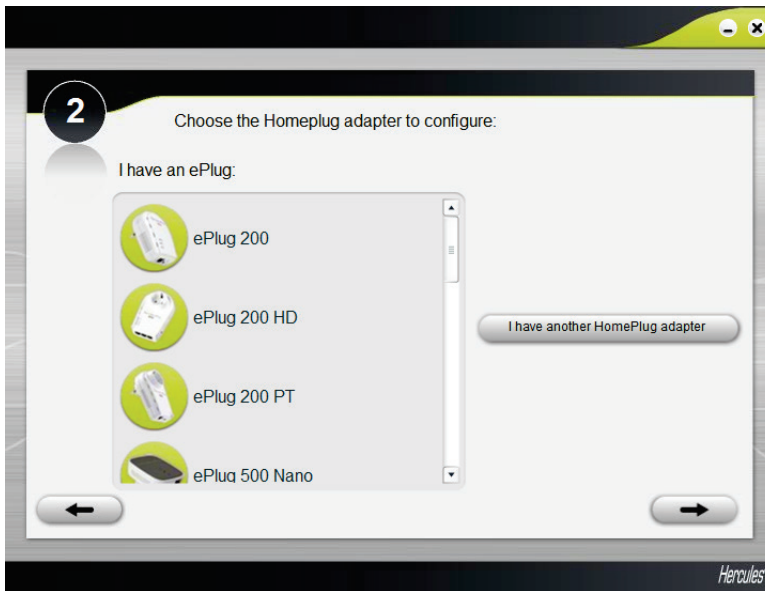 2
Choose the Homeplug adapter to configure:
I have an ePlug:
ePlug 200
ePlug 200 HD
I have another HomePlug adapter
ePlug 200 PT
ePlug 500 Nano
Hercules